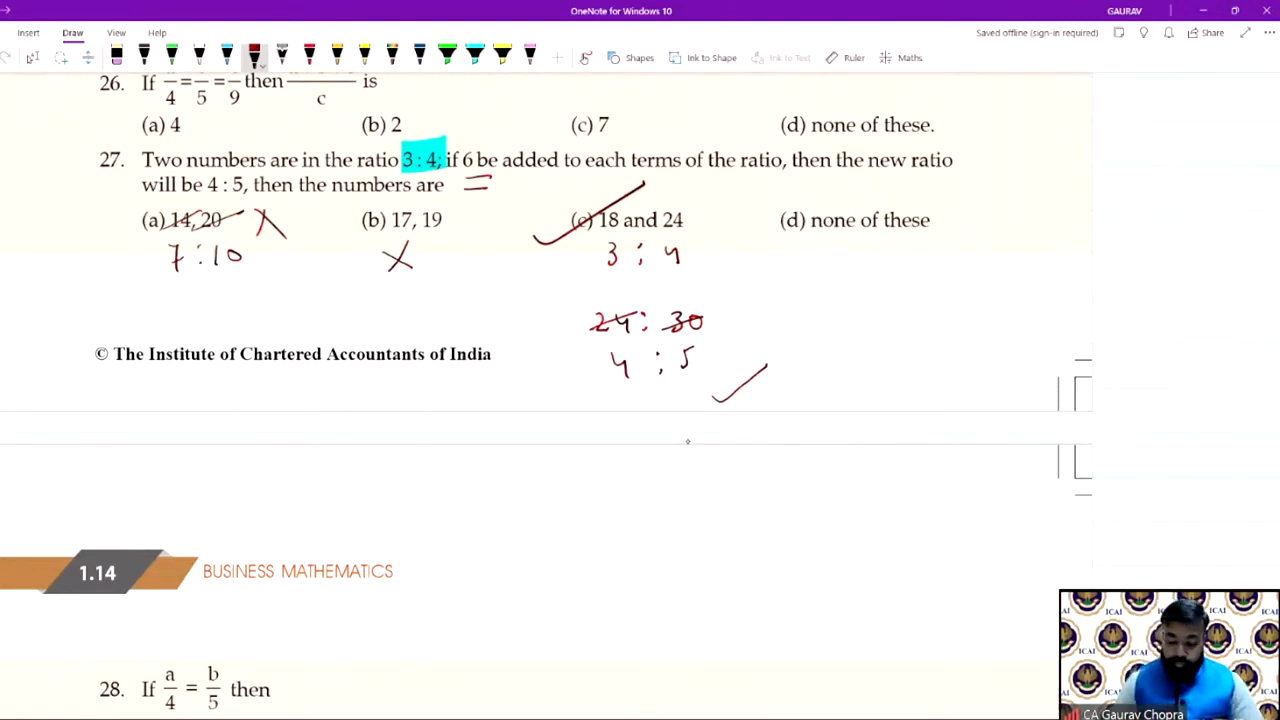 OneNote for Windows 10
GAURAV
Insert Draw View Help
Saved offline (sign-in required)
Share
Shapes
Ink to Shape
Ink to Text
Ruler
Maths
26. If 4 = 5 = 9 then c is
(a) 4 (b) 2 (c) 7 (d) none of these.
27. Two numbers are in the ratio 3 : 4; if 6 be added to each terms of the ratio, then the new ratio
will be 4 : 5, then the numbers are
(a) 14, 20 (b) 17, 19 (c) 18 and 24 (d) none of these
7 : 10
3 : 4
24 : 30
© The Institute of Chartered Accountants of India
4 : 5
1.14 BUSINESS MATHEMATICS
28. If a/4 = b/5 then
ICAI
CA Gaurav Chopra